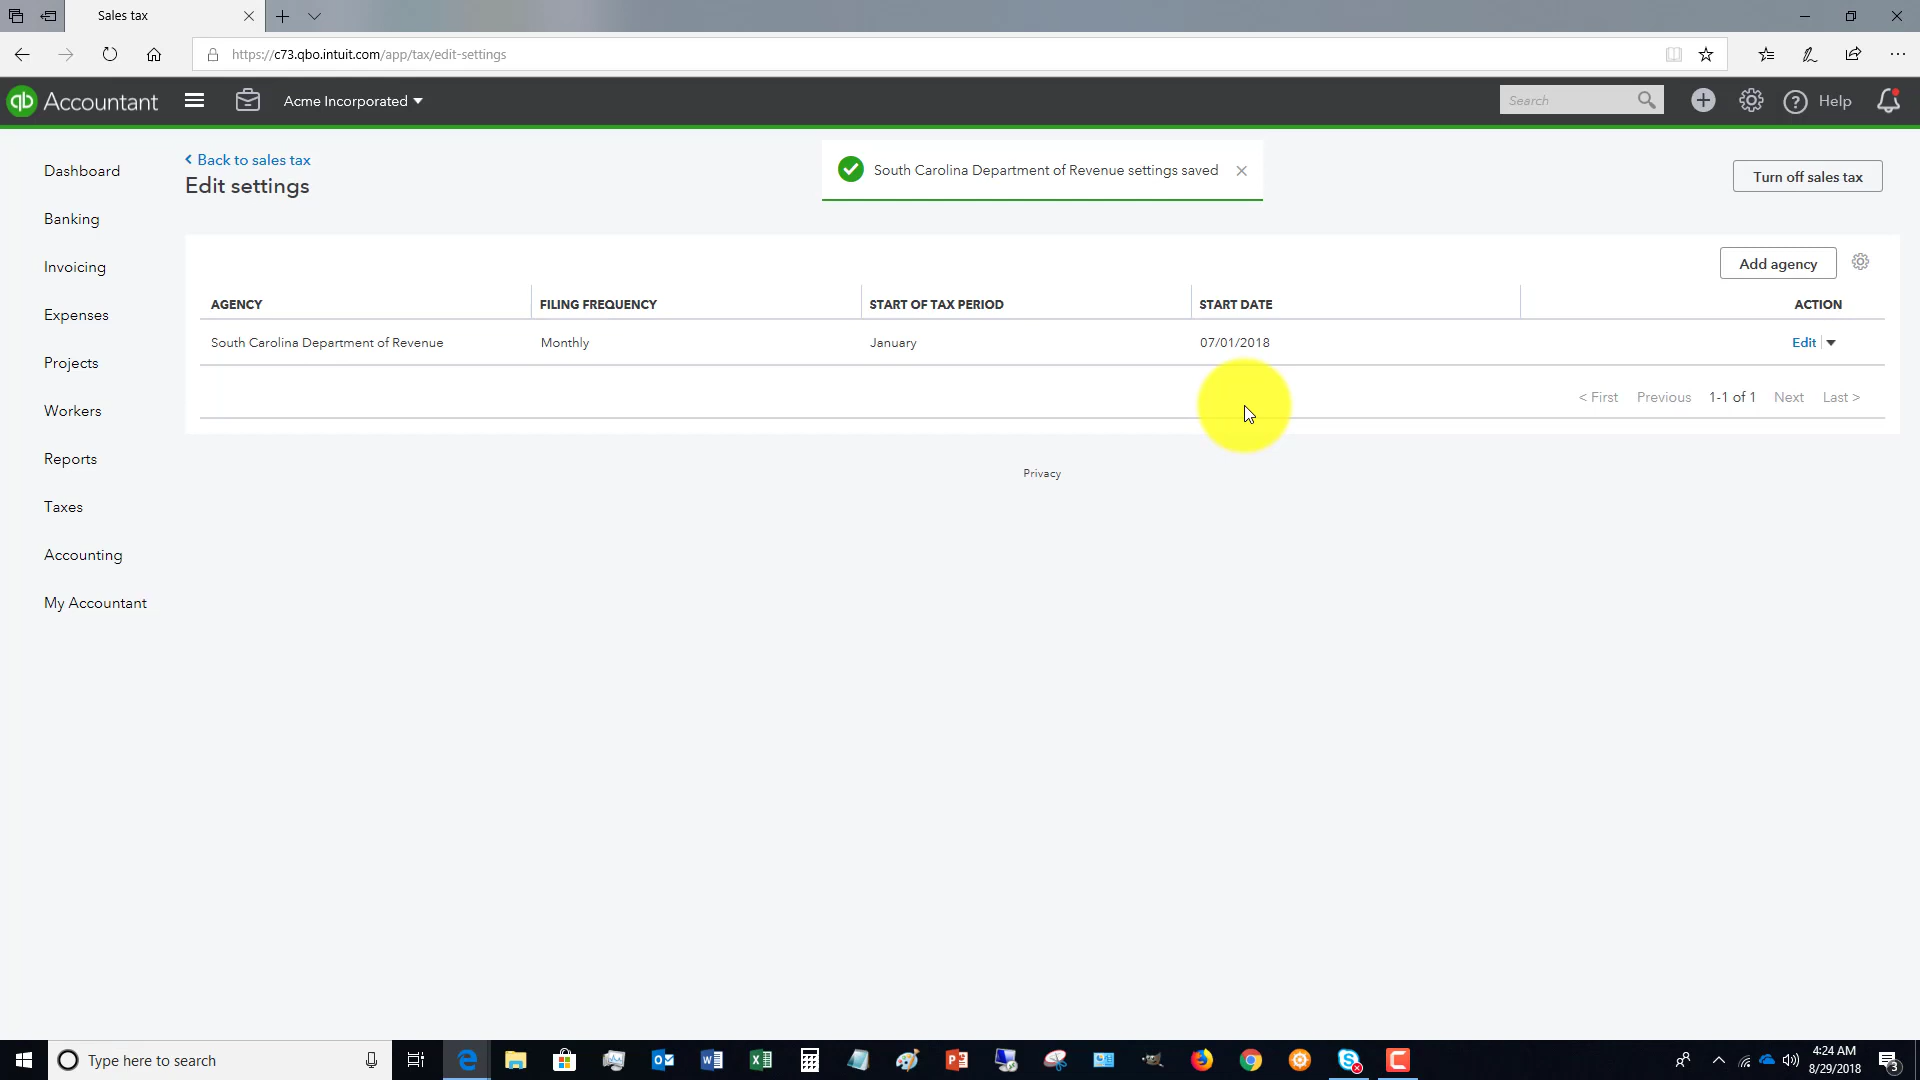 Sales tax
https://c73.qbo.intuit.com/app/tax/edit-settings
qb Accountant
Acme Incorporated
Search
Help
Dashboard
Banking
Invoicing
Expenses
Projects
Workers
Reports
Taxes
Accounting
My Accountant
< Back to sales tax
Edit settings
South Carolina Department of Revenue settings saved
Turn off sales tax
Add agency
AGENCY FILING FREQUENCY START OF TAX PERIOD START DATE ACTION
South Carolina Department of Revenue Monthly January 07/01/2018 Edit
< First Previous 1-1 of 1 Next Last >
Privacy
Type here to search
4:24 AM
8/29/2018
3